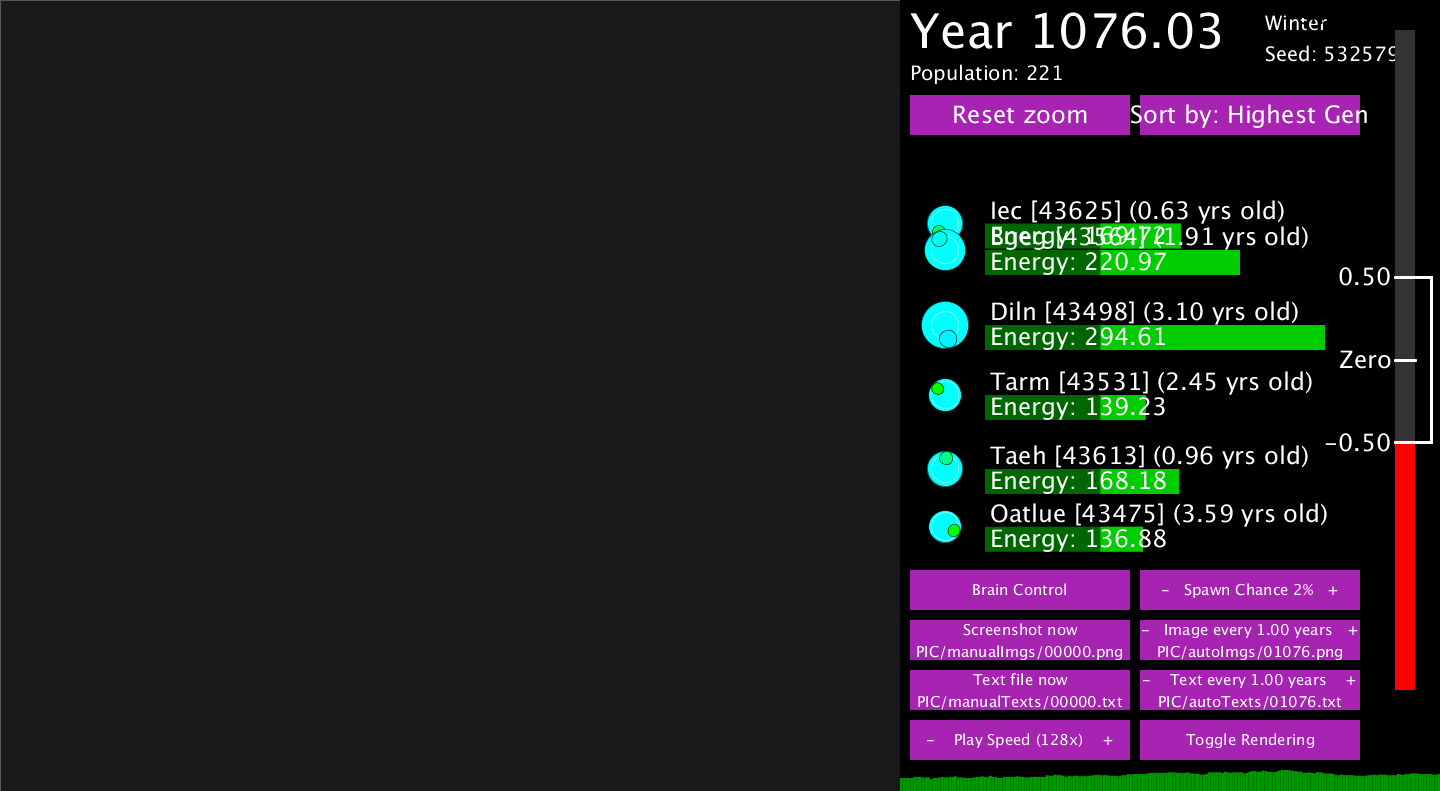 Year 1076.03
Winter
Seed: 532579
Population: 221
Reset zoom
Sort by: Highest Gen
Iec [43625] (0.63 yrs old)
[43564] (1.91 yrs old)
Energy: 220.97
Diln [43498] (3.10 yrs old)
Energy: 294.61
Tarm [43531] (2.45 yrs old)
Energy: 139.23
Taeh [43613] (0.96 yrs old)
Energy: 168.18
Oatlue [43475] (3.59 yrs old)
Energy: 136.88
0.50
Zero
−0.50
Brain Control
- Spawn Chance 2% +
Screenshot now
PIC/manualImgs/00000.png
- Image every 1.00 years +
PIC/autoImgs/01076.png
Text file now
PIC/manualTexts/00000.txt
- Text every 1.00 years +
PIC/autoTexts/01076.txt
- Play Speed (128x) +
Toggle Rendering